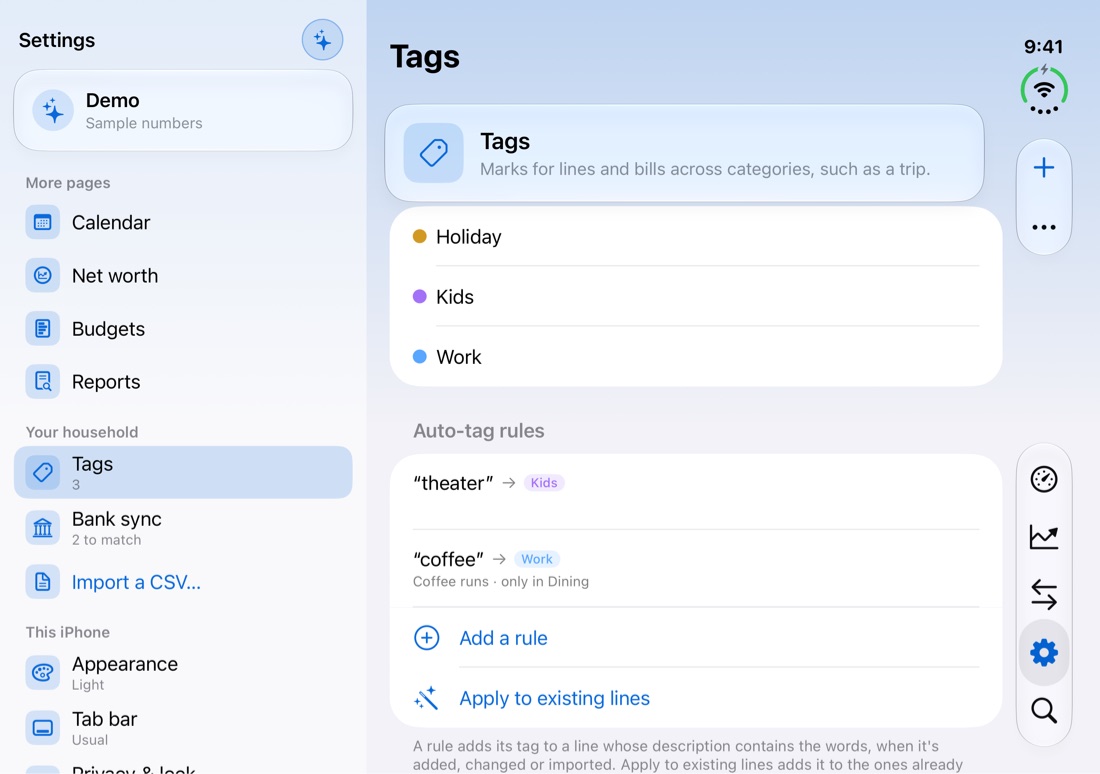 Settings
Demo
Sample numbers
More pages
Calendar
Net worth
Budgets
Reports
Your household
Tags
3
Bank sync
2 to match
Import a CSV...
This iPhone
Appearance
Light
Tab bar
Usual
Privacy & lock
Tags
Tags
Marks for lines and bills across categories, such as a trip.
Holiday
Kids
Work
Auto-tag rules
“theater” → Kids
“coffee” → Work
Coffee runs · only in Dining
Add a rule
Apply to existing lines
A rule adds its tag to a line whose description contains the words, when it's
added, changed or imported. Apply to existing lines adds it to the ones already
9:41